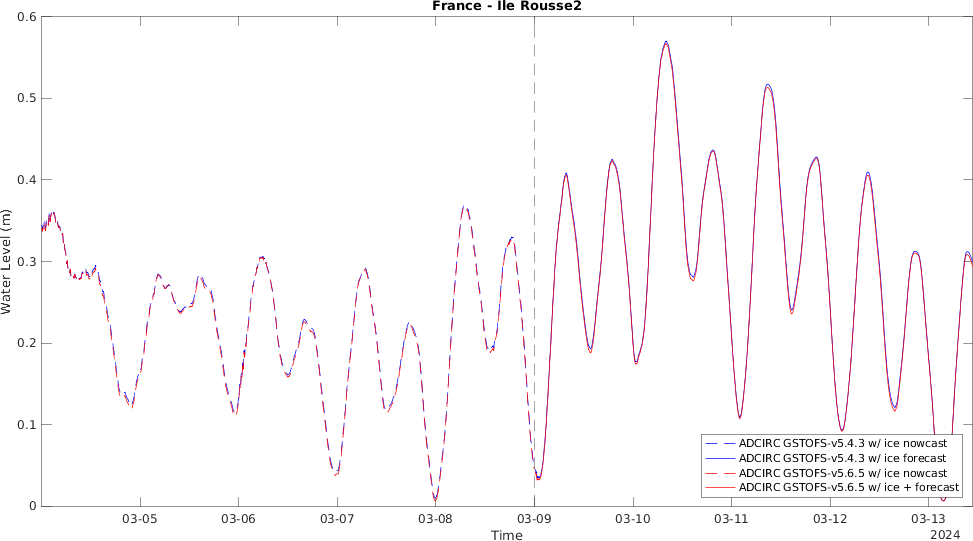 France - Ile Rousse2
0.6
0.5
0.4
0.3
0.2
0.1
0
Water Level (m)
ADCIRC GSTOFS-v5.4.3 w/ ice nowcast
ADCIRC GSTOFS-v5.4.3 w/ ice forecast
ADCIRC GSTOFS-v5.6.5 w/ ice nowcast
ADCIRC GSTOFS-v5.6.5 w/ ice + forecast
03-05 03-06 03-07 03-08 03-09 03-10 03-11 03-12 03-13
Time 2024